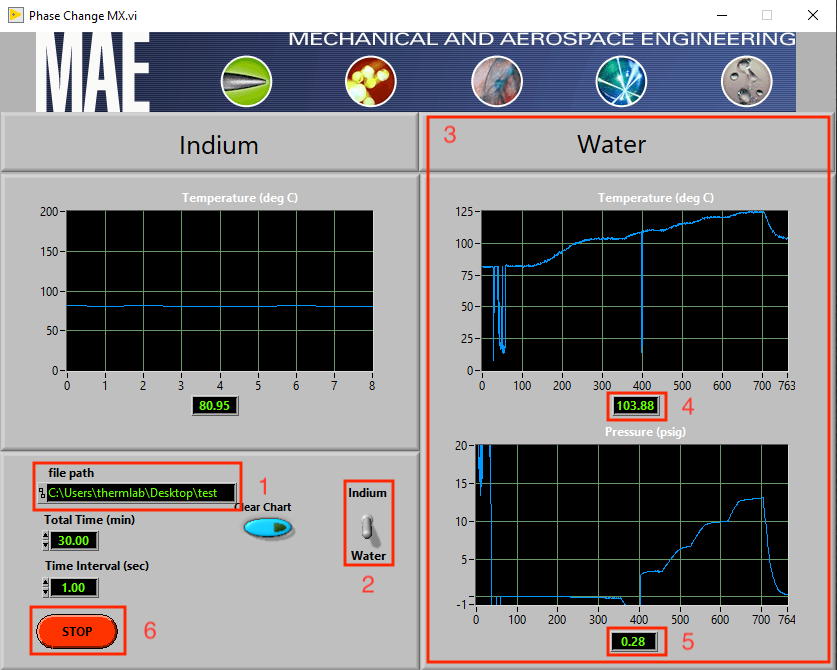 Phase Change MX.vi
MAE
MECHANICAL AND AEROSPACE ENGINEERING
Indium
3
Water
Temperature (deg C)
200
150
100
50
0
0 1 2 3 4 5 6 7 8
80.95
Temperature (deg C)
125
100
75
50
25
0
0 100 200 300 400 500 600 700 763
103.88
4
Pressure (psig)
20
15
10
5
-1
0 100 200 300 400 500 600 700 764
0.28
5
file path
C:\Users\thermlab\Desktop\test
1
Clear Chart
Total Time (min)
30.00
Time Interval (sec)
1.00
Indium
Water
2
STOP
6